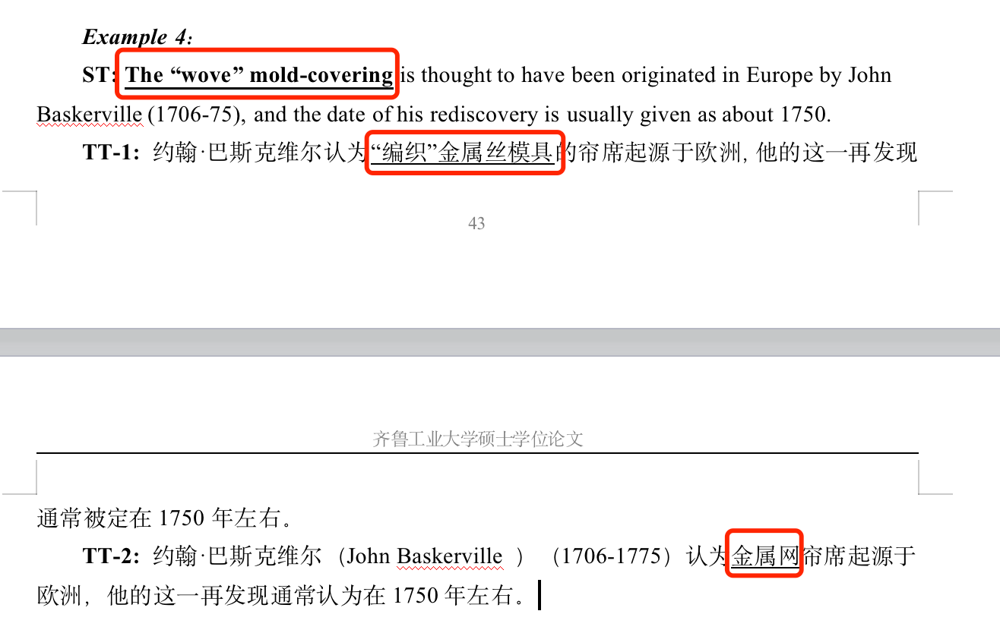 Example 4:
ST: The “wove” mold-covering is thought to have been originated in Europe by John
Baskerville (1706-75), and the date of his rediscovery is usually given as about 1750.
TT-1: 约翰·巴斯克维尔认为“编织”金属丝模具的帘席起源于欧洲, 他的这一再发现
43
齐鲁工业大学硕士学位论文
通常被定在 1750 年左右。
TT-2: 约翰·巴斯克维尔（John Baskerville ）（1706-1775）认为金属网帘席起源于
欧洲，他的这一再发现通常认为在 1750 年左右。